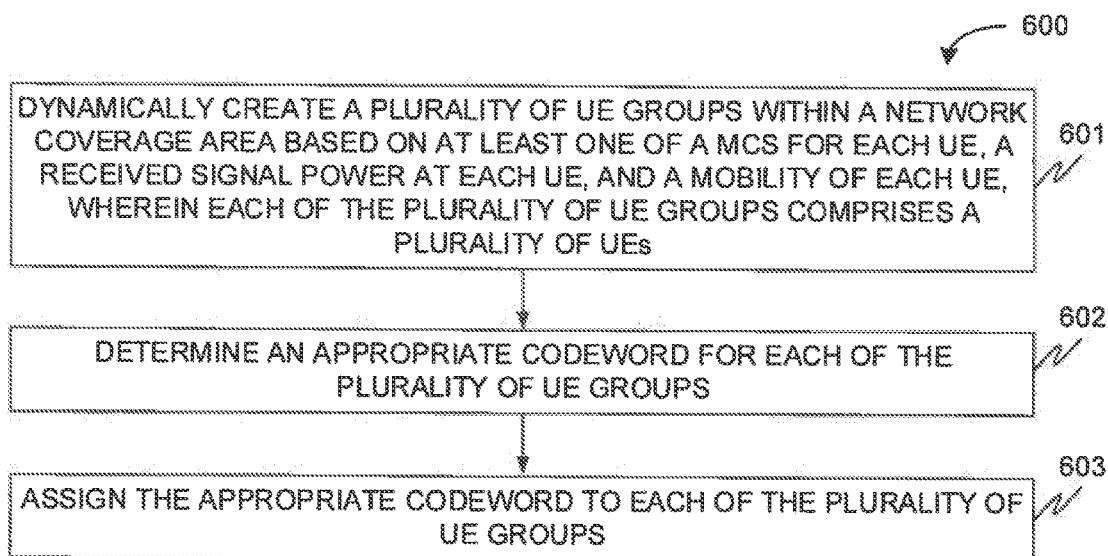 600
DYNAMICALLY CREATE A PLURALITY OF UE GROUPS WITHIN A NETWORK
COVERAGE AREA BASED ON AT LEAST ONE OF A MCS FOR EACH UE, A
RECEIVED SIGNAL POWER AT EACH UE, AND A MOBILITY OF EACH UE,
WHEREIN EACH OF THE PLURALITY OF UE GROUPS COMPRISES A
PLURALITY OF UEs
601
DETERMINE AN APPROPRIATE CODEWORD FOR EACH OF THE
PLURALITY OF UE GROUPS
602
ASSIGN THE APPROPRIATE CODEWORD TO EACH OF THE PLURALITY OF
UE GROUPS
603